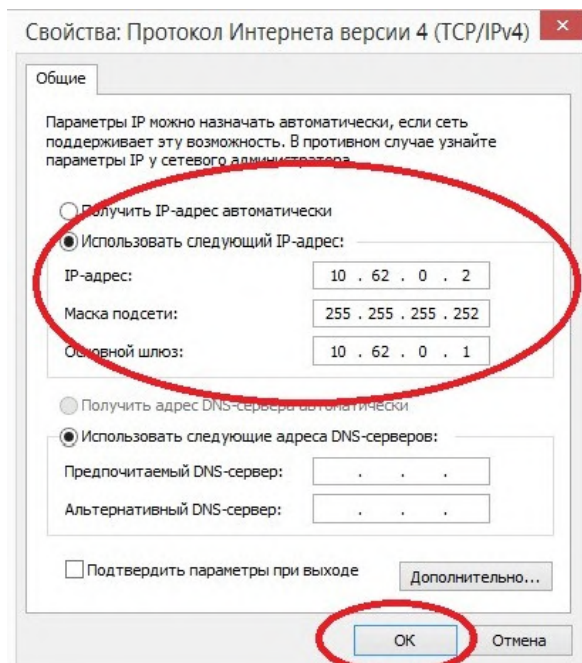 Свойства: Протокол Интернета версии 4 (TCP/IPv4)
Общие
Параметры IP можно назначать автоматически, если сеть
поддерживает эту возможность. В противном случае узнайте
параметры IP у сетевого администратора.
Получить IP-адрес автоматически
Использовать следующий IP-адрес:
IP-адрес: 10 . 62 . 0 . 2
Маска подсети: 255 . 255 . 255 . 252
Основной шлюз: 10 . 62 . 0 . 1
Получить адрес DNS-сервера автоматически
Использовать следующие адреса DNS-серверов:
Предпочитаемый DNS-сервер: . . .
Альтернативный DNS-сервер: . . .
Подтвердить параметры при выходе
Дополнительно...
ОК Отмена